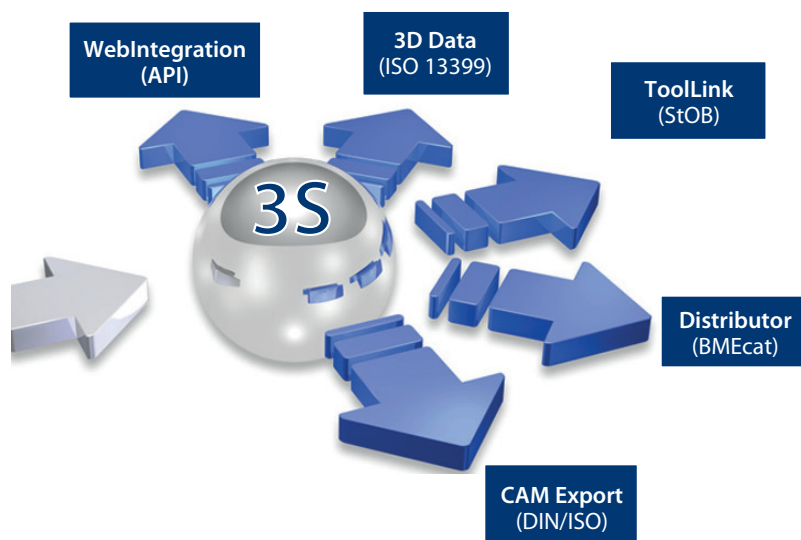 WebIntegration
(API)
3D Data
(ISO 13399)
ToolLink
(StOB)
3S
Distributor
(BMEcat)
CAM Export
(DIN/ISO)